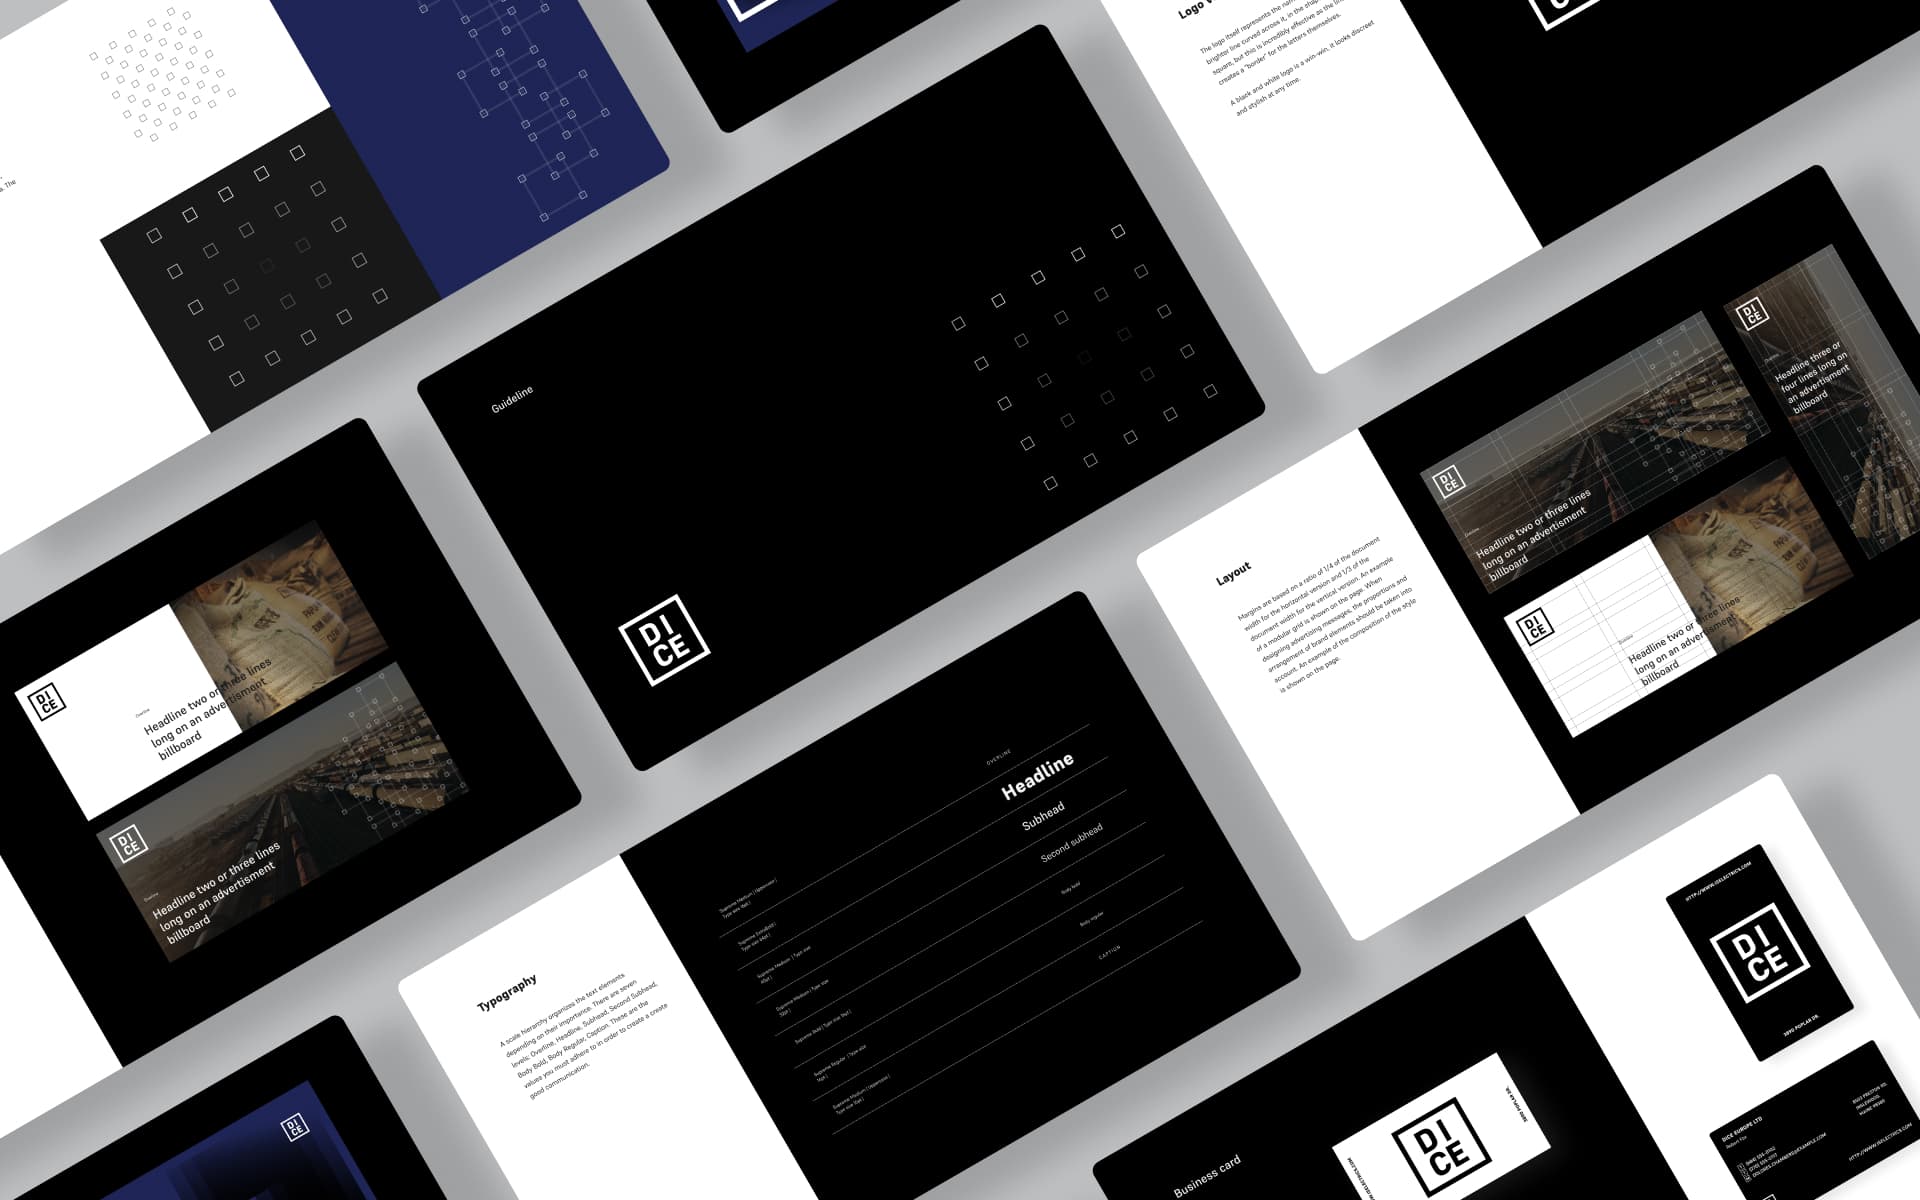 The
Logo
The logo itself represents the
brighter line curved across it, in the
square, but this is incredibly effective as the
creates a "border" for the letters themselves.
A black and white logo is a win-win, it looks discreet
and stylish at any time.
Guideline
DI
CE
DI
CE
Overline
Headline two or three lines
long on an advertisment
billboard
DI
CE
Overline
Headline two or three lines
long on an advertisment
billboard
Layout
Margins are based on a ratio of 1/4 of the document
width for the horizontal version and 1/3 of the
document width for the vertical version. An example
of a modular grid is shown on the page. When
designing advertising messages, the proportions and
arrangement of brand elements should be taken into
account. An example of the composition of the style
is shown on the page.
DI
CE
Overline
Headline two or three lines
long on an advertisment
billboard
DI
CE
Overline
Headline three or
four lines long on
an advertisment
billboard
DI
CE
Overline
Headline two or three lines
long on an advertisment
billboard
Typography
A scale hierarchy organizes the text elements
depending on their importance. There are seven
levels: Overline, Headline, Subhead, Second Subhead,
Body Bold, Body Regular, Caption. These are the
values you must adhere to in order to create a create
good communication.
OVERLINE
Headline
Subhead
Second subhead
Body bold
Body regular
CAPTION
DI
CE
Business card
DI
CE
3890 POPLAR DR.
HTTP://WWW.ISELECTRICS.COM
DI
CE
3890 POPLAR DR.
DICE EUROPE LTD
Robert Fox
DOLORES.CHAMBERS@EXAMPLE.COM
8502 PRESTON RD.
INGLEWOOD,
MAINE 98380
HTTP://WWW.ISELECTRICS.COM